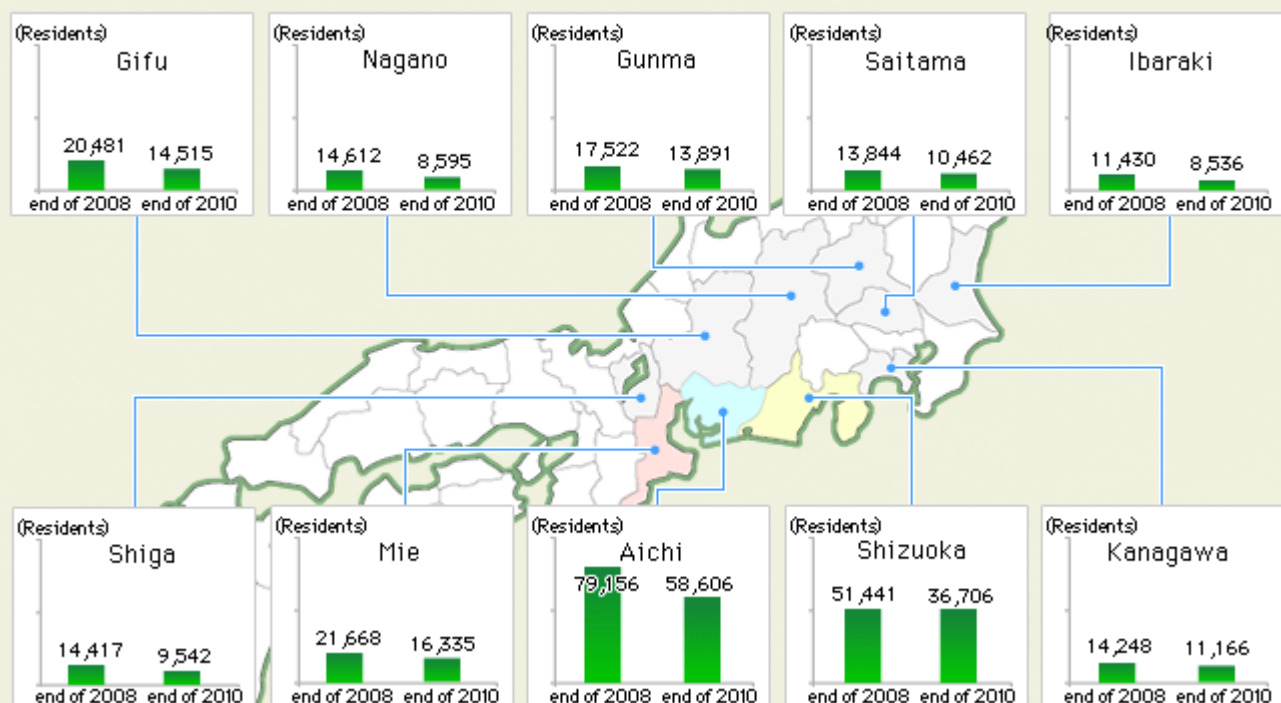 (Residents)
Gifu
20,481 14,515
end of 2008 end of 2010
(Residents)
Nagano
14,612 8,595
end of 2008 end of 2010
(Residents)
Gunma
17,522 13,891
end of 2008 end of 2010
(Residents)
Saitama
13,844 10,462
end of 2008 end of 2010
(Residents)
Ibaraki
11,430 8,536
end of 2008 end of 2010
(Residents)
Shiga
14,417 9,542
end of 2008 end of 2010
(Residents)
Mie
21,668 16,335
end of 2008 end of 2010
(Residents)
Aichi
79,156 58,606
end of 2008 end of 2010
(Residents)
Shizuoka
51,441 36,706
end of 2008 end of 2010
(Residents)
Kanagawa
14,248 11,166
end of 2008 end of 2010